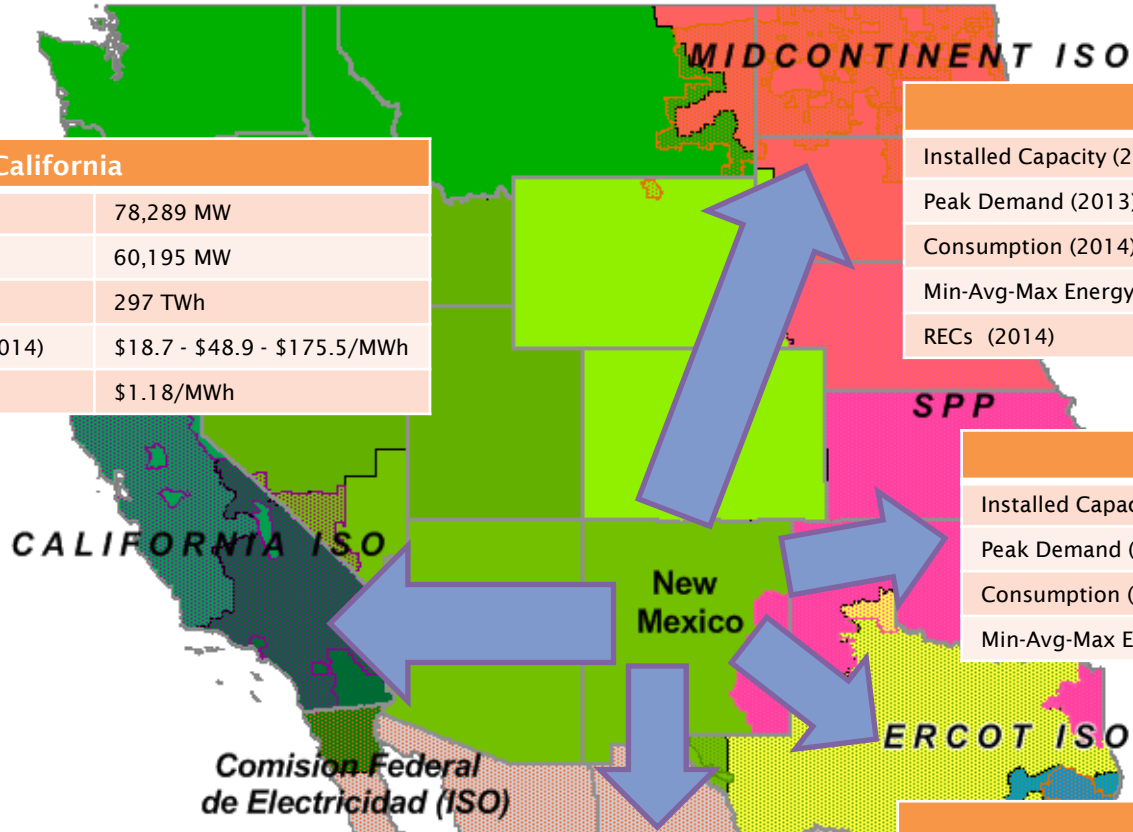 MIDCONTINENT ISO
California
78,289 MW
60,195 MW
297 TWh
014) $18.7 - $48.9 - $175.5/MWh
$1.18/MWh
Installed Capacity (2
Peak Demand (2013)
Consumption (2014)
Min-Avg-Max Energy
RECs (2014)
SPP
Installed Capac
Peak Demand (
Consumption (
Min-Avg-Max E
CALIFORNIA ISO
New
Mexico
ERCOT ISO
Comision Federal
de Electricidad (ISO)